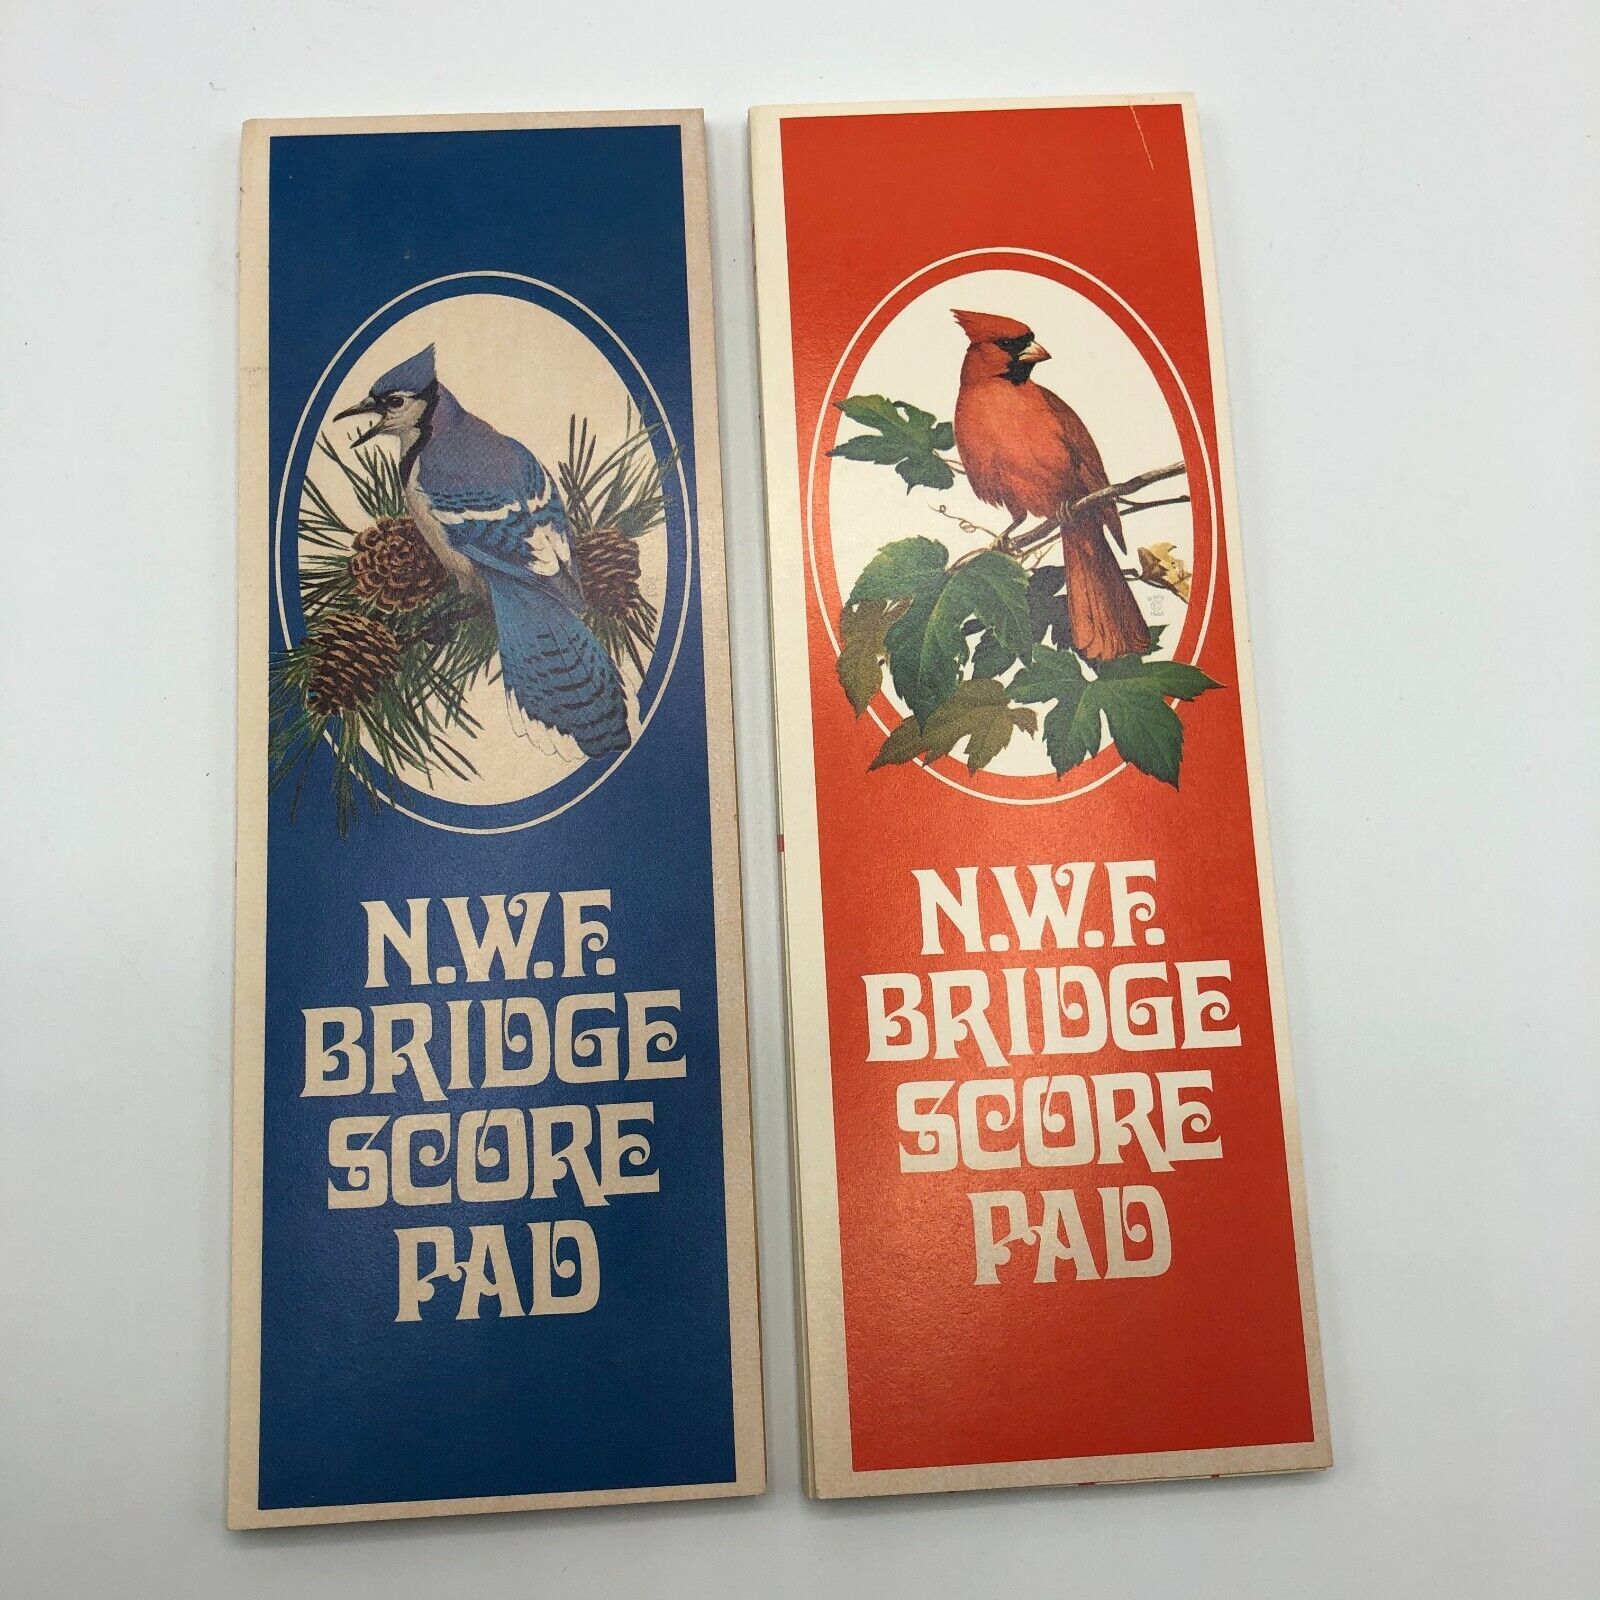 N.W.F.
BRIDGE
SCORE
PAD
N.W.F.
BRIDGE
SCORE
PAD